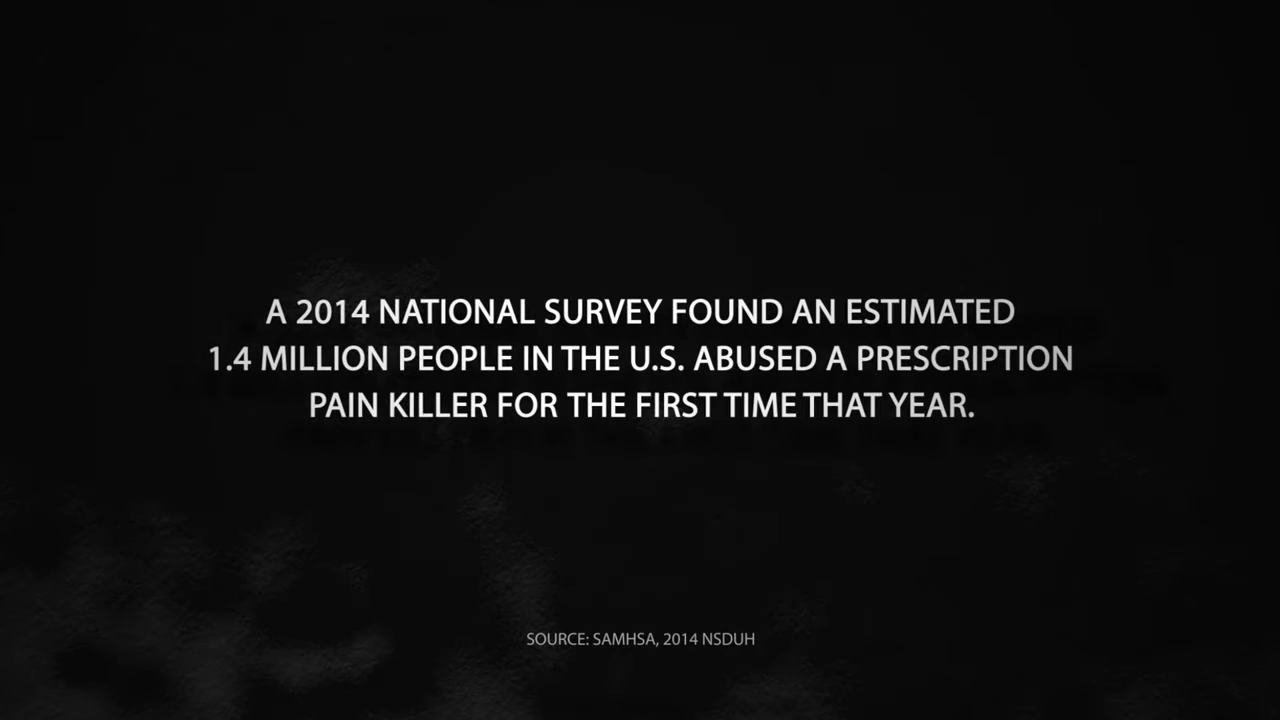 A 2014 NATIONAL SURVEY FOUND AN ESTIMATED
1.4 MILLION PEOPLE IN THE U.S. ABUSED A PRESCRIPTION
PAIN KILLER FOR THE FIRST TIME THAT YEAR.
SOURCE: SAMHSA, 2014 NSDUH